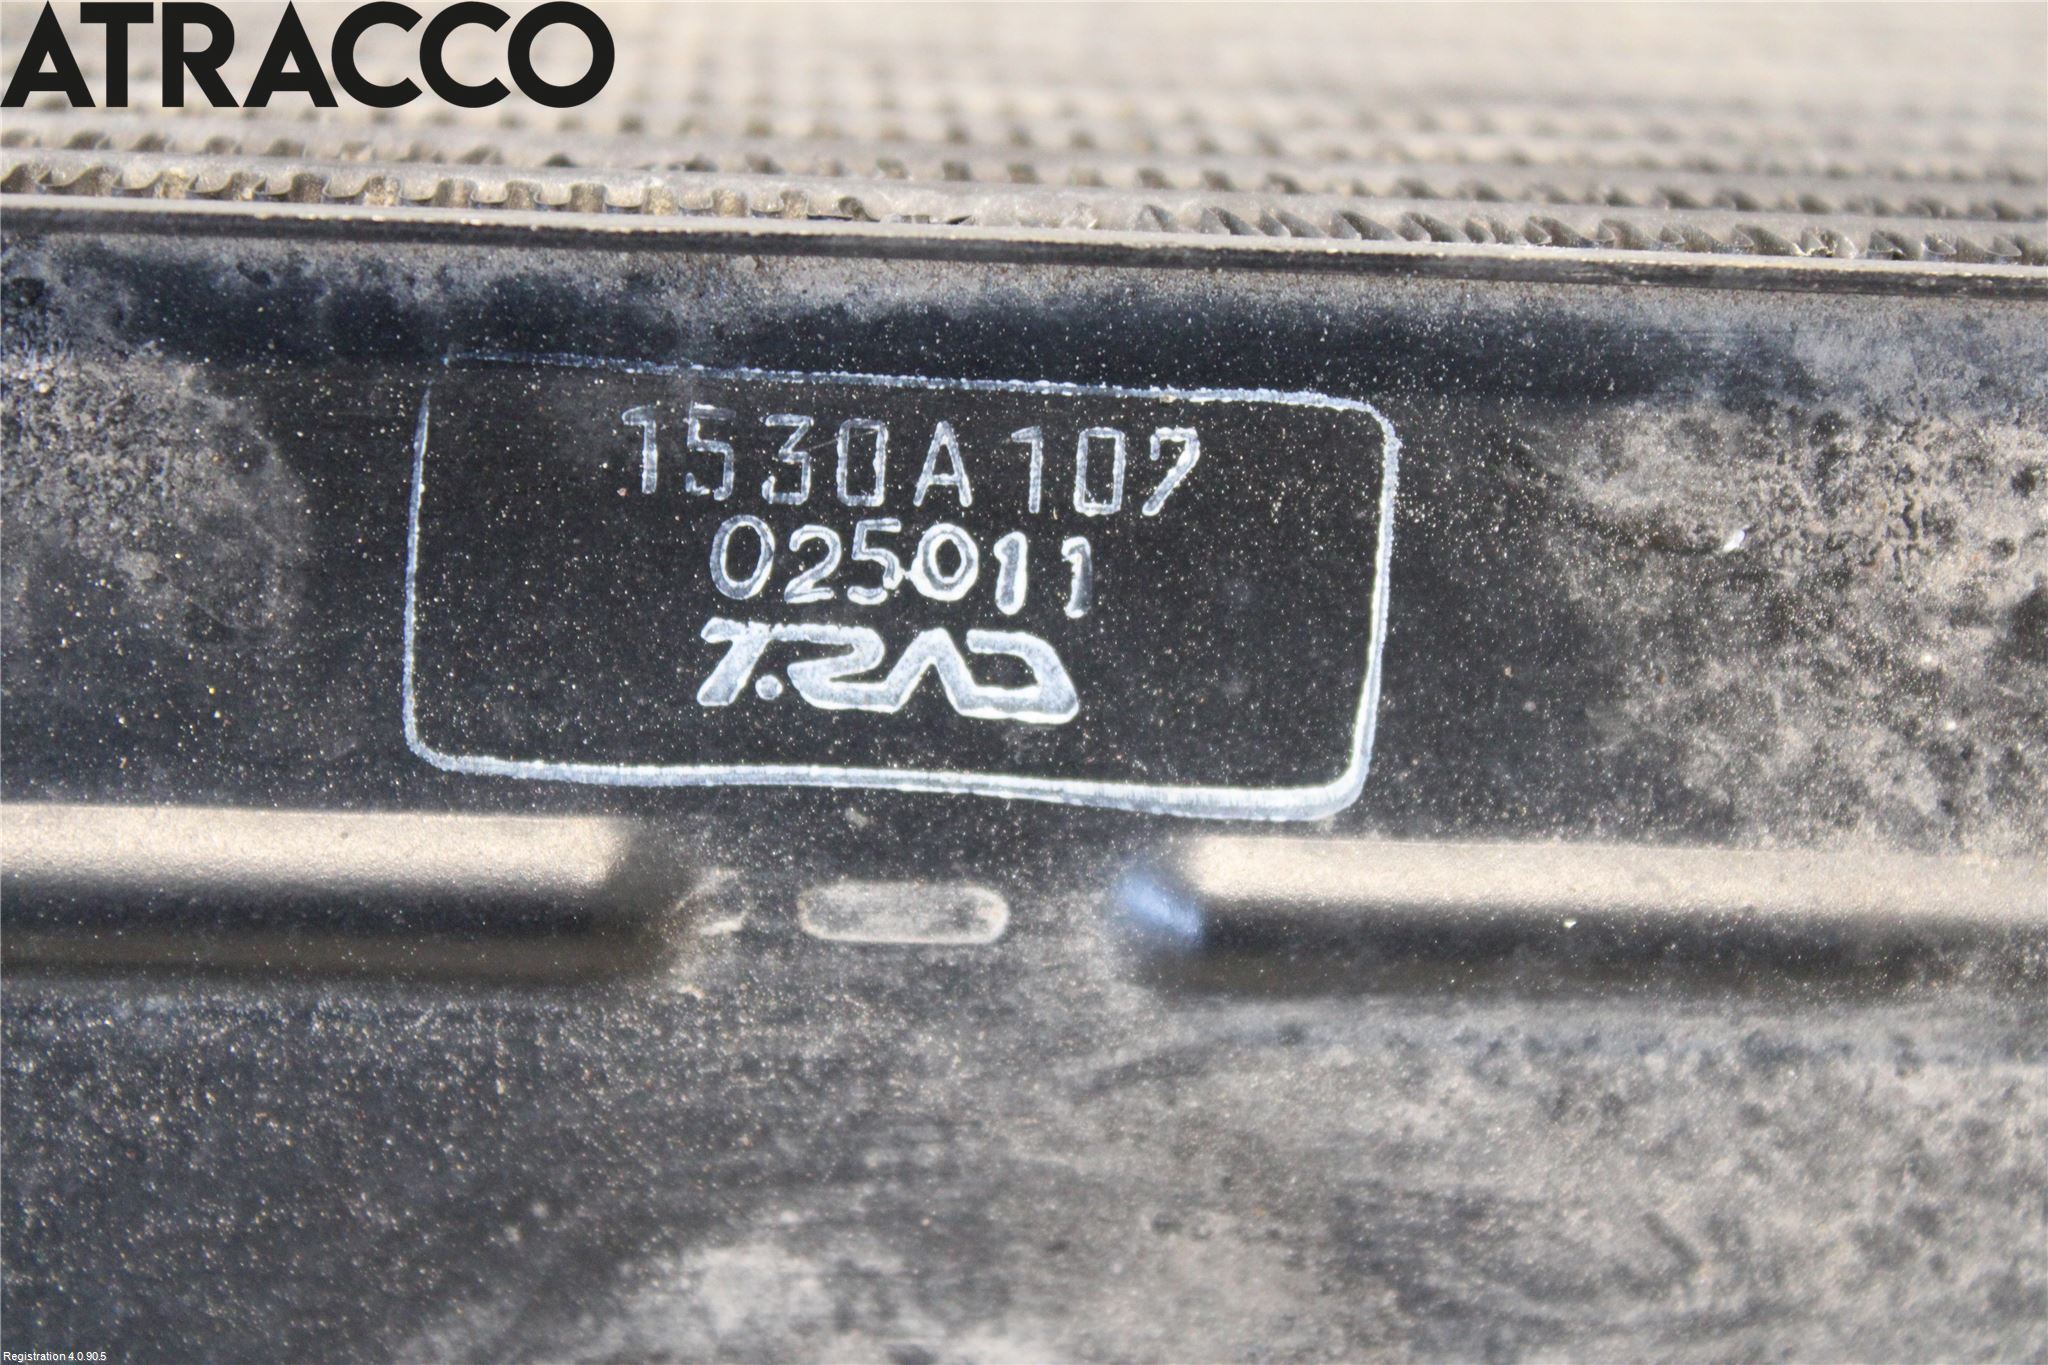 ATRACCO
1530A107
025011
T.RAD
Registration 4.0.90.5